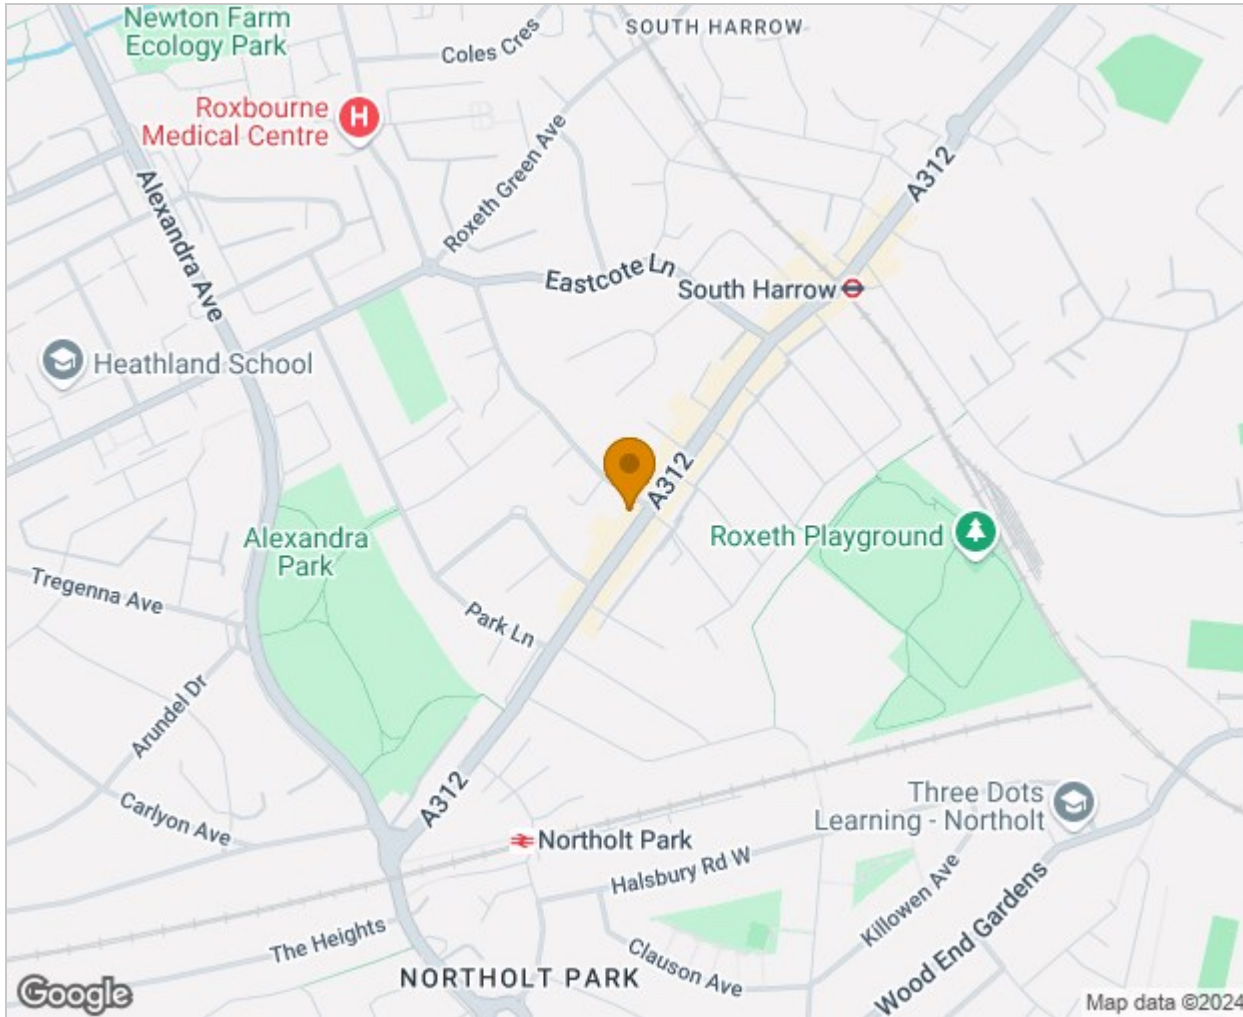 Newton Farm
Ecology Park
Coles Cres
SOUTH HARROW
Roxbourne
Medical Centre
H
Roxeth Green Ave
A312
Alexandra Ave
Eastcote Ln
South Harrow
Heathland School
A312
Alexandra
Park
Roxeth Playground
Tregenna Ave
Park Ln
Arundel Dr
Carlyon Ave
A312
Three Dots
Learning - Northolt
Northolt Park
Halsbury Rd W
Killowen Ave
The Heights
Clauson Ave
Wood End Gardens
NORTHOLT PARK
Google
Map data ©2024